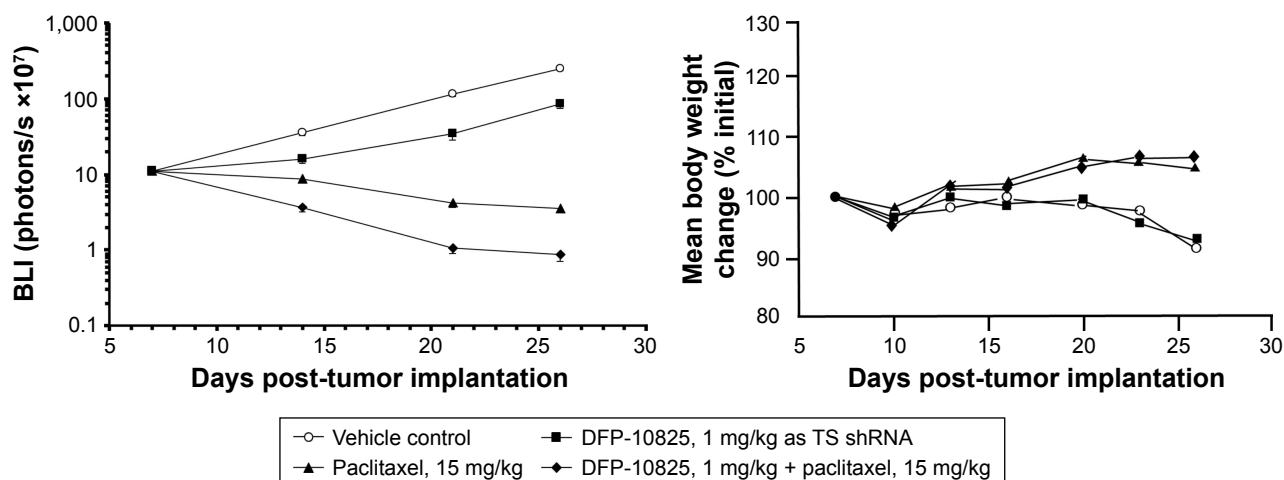 BLI (photons/s ×10⁷)
1,000
100
10
1
0.1
5
10
15
20
25
30
Days post-tumor implantation
Mean body weight
change (% initial)
130
120
110
100
90
80
5
10
15
20
25
30
Days post-tumor implantation
Vehicle control
DFP-10825, 1 mg/kg as TS shRNA
Paclitaxel, 15 mg/kg
DFP-10825, 1 mg/kg + paclitaxel, 15 mg/kg